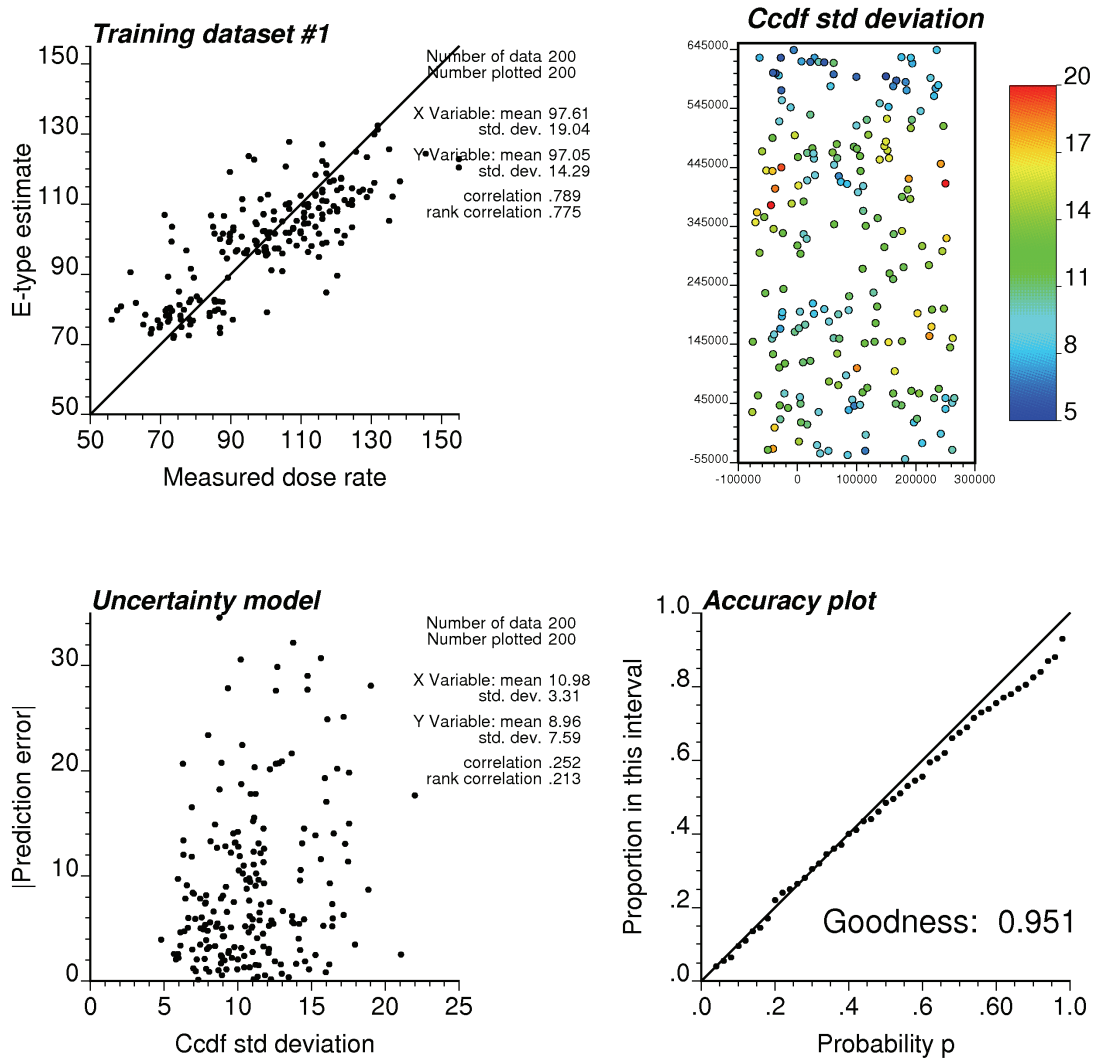 Training dataset #1
Number of data 200
Number plotted 200
X Variable: mean 97.61
std. dev. 19.04
Y Variable: mean 97.05
std. dev. 14.29
correlation .789
rank correlation .775
E-type estimate
150
130
110
90
70
50
50 70 90 110 130 150
Measured dose rate
Ccdf std deviation
645000
545000
445000
345000
245000
145000
45000
-55000
-100000 0 100000 200000 300000
20
17
14
11
8
5
Uncertainty model
Number of data 200
Number plotted 200
X Variable: mean 10.98
std. dev. 3.31
Y Variable: mean 8.96
std. dev. 7.59
correlation .252
rank correlation .213
|Prediction error|
30
20
10
0
0 5 10 15 20 25
Ccdf std deviation
Accuracy plot
Proportion in this interval
1.0
.8
.6
.4
.2
.0
Goodness: 0.951
.0 .2 .4 .6 .60 1.0
Probability p